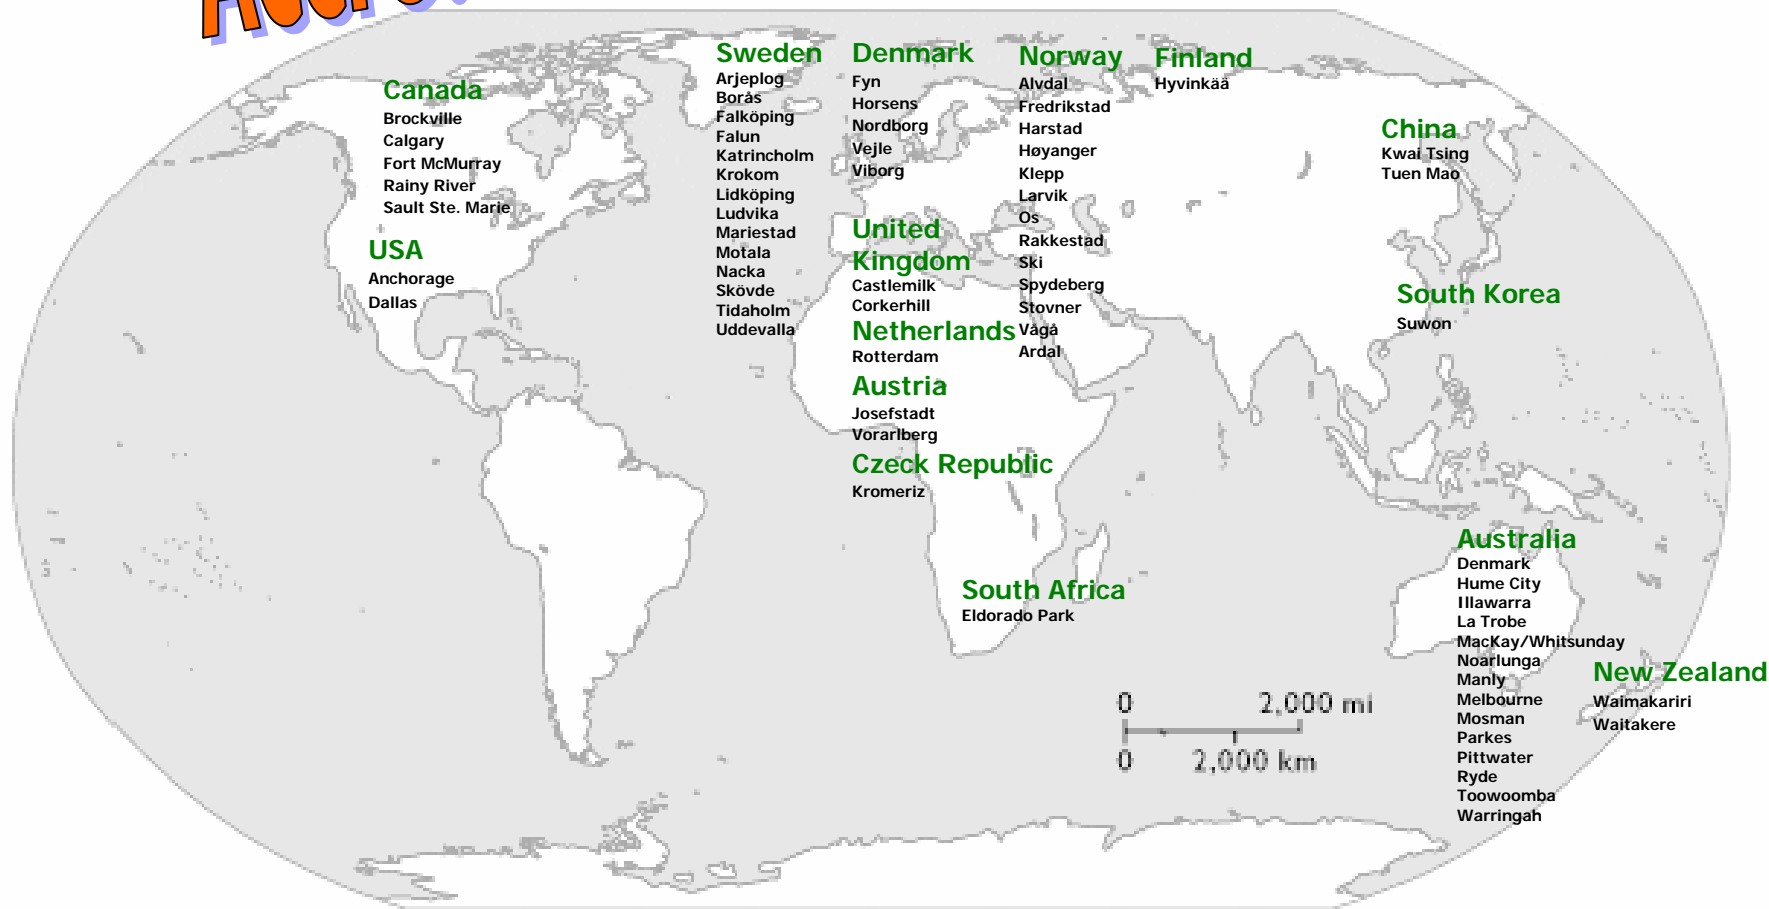 Canada
Brockville
Calgary
Fort McMurray
Rainy River
Sault Ste. Marie
USA
Anchorage
Dallas
Sweden
Arjeplog
Borås
Falköping
Falun
Katrincholm
Krokom
Lidköping
Ludvika
Mariestad
Motala
Nacka
Skövde
Tidaholm
Uddevalla
Denmark
Fyn
Horsens
Nordborg
Vejle
Viborg
United
Kingdom
Castlemilk
Corkerhill
Netherlands
Rotterdam
Austria
Josefstadt
Vorarlberg
Czeck Republic
Kromeriz
Norway
Alvdal
Fredrikstad
Harstad
Høyanger
Klepp
Larvik
Os
Rakkestad
Ski
Spydeberg
Stovner
Vågå
Årdal
Finland
Hyvinkää
China
Kwai Tsing
Tuen Mao
South Korea
Suwon
South Africa
Eldorado Park
Australia
Denmark
Hume City
Illawarra
La Trobe
MacKay/Whitsunday
Noarlunga
Manly
Melbourne
Mosman
Parkes
Pittwater
Ryde
Toowoomba
Warringah
New Zealand
Waimakariri
Waitakere
0 2,000 mi
0 2,000 km